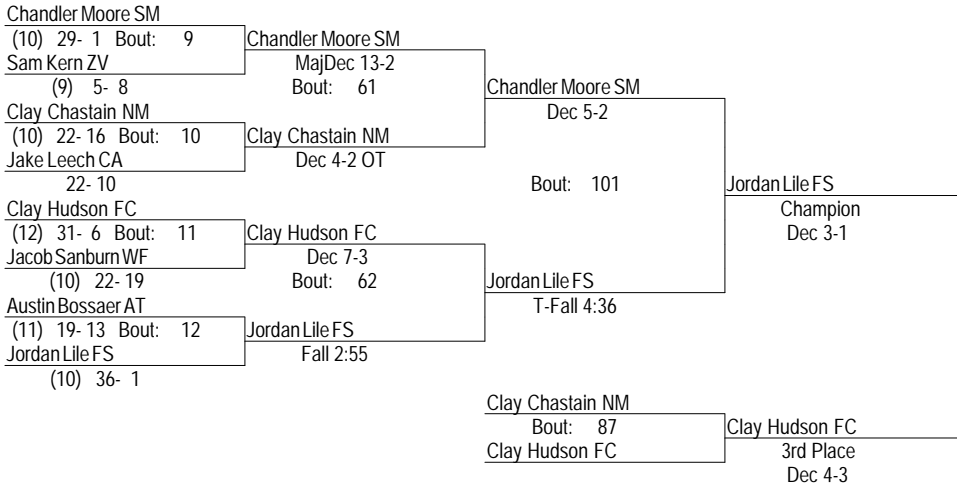 Chandler Moore SM
(10) 29- 1 Bout: 9
Sam Kern ZV
(9) 5- 8
Clay Chastain NM
(10) 22- 16 Bout: 10
Jake Leech CA
22- 10
Clay Hudson FC
(12) 31- 6 Bout: 11
Jacob Sanburn WF
(10) 22- 19
Austin Bossaer AT
(11) 19- 13 Bout: 12
Jordan Lile FS
(10) 36- 1
Chandler Moore SM
MajDec 13-2
Bout: 61
Clay Chastain NM
Dec 4-2 OT
Clay Hudson FC
Dec 7-3
Bout: 62
Jordan Lile FS
Fall 2:55
Chandler Moore SM
Dec 5-2
Bout: 101
Jordan Lile FS
T-Fall 4:36
Jordan Lile FS
Champion
Dec 3-1
Clay Chastain NM
Bout: 87
Clay Hudson FC
Clay Hudson FC
3rd Place
Dec 4-3